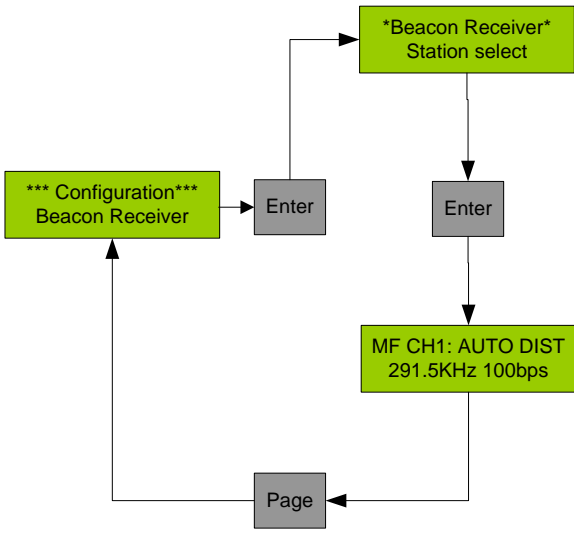 *Beacon Receiver*
Station select
*** Configuration***
Beacon Receiver
Enter
Enter
MF CH1: AUTO DIST
291.5KHz 100bps
Page